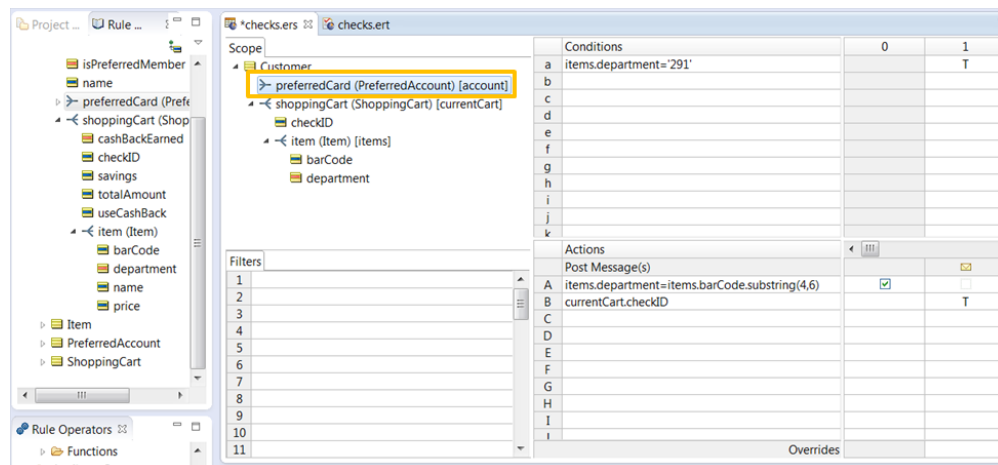 Project ...
Rule ...
isPreferredMember
name
preferredCard (Prefe
shoppingCart (Shop
cashBackEarned
checkID
savings
totalAmount
useCashBack
item (Item)
barCode
department
name
price
Item
PreferredAccount
ShoppingCart
Rule Operators
Functions
*checks.ers
checks.ert
Scope
Customer
preferredCard (PreferredAccount) [account]
shoppingCart (ShoppingCart) [currentCart]
checkID
item (Item) [items]
barCode
department
Filters
1
2
3
4
5
6
7
8
9
10
11
Conditions 0 1
a items.department='291' T
b
c
d
e
f
g
h
i
j
k
Actions
Post Message(s)
A items.department=items.barCode.substring(4,6)
B currentCart.checkID T
C
D
E
F
G
H
I
Overrides